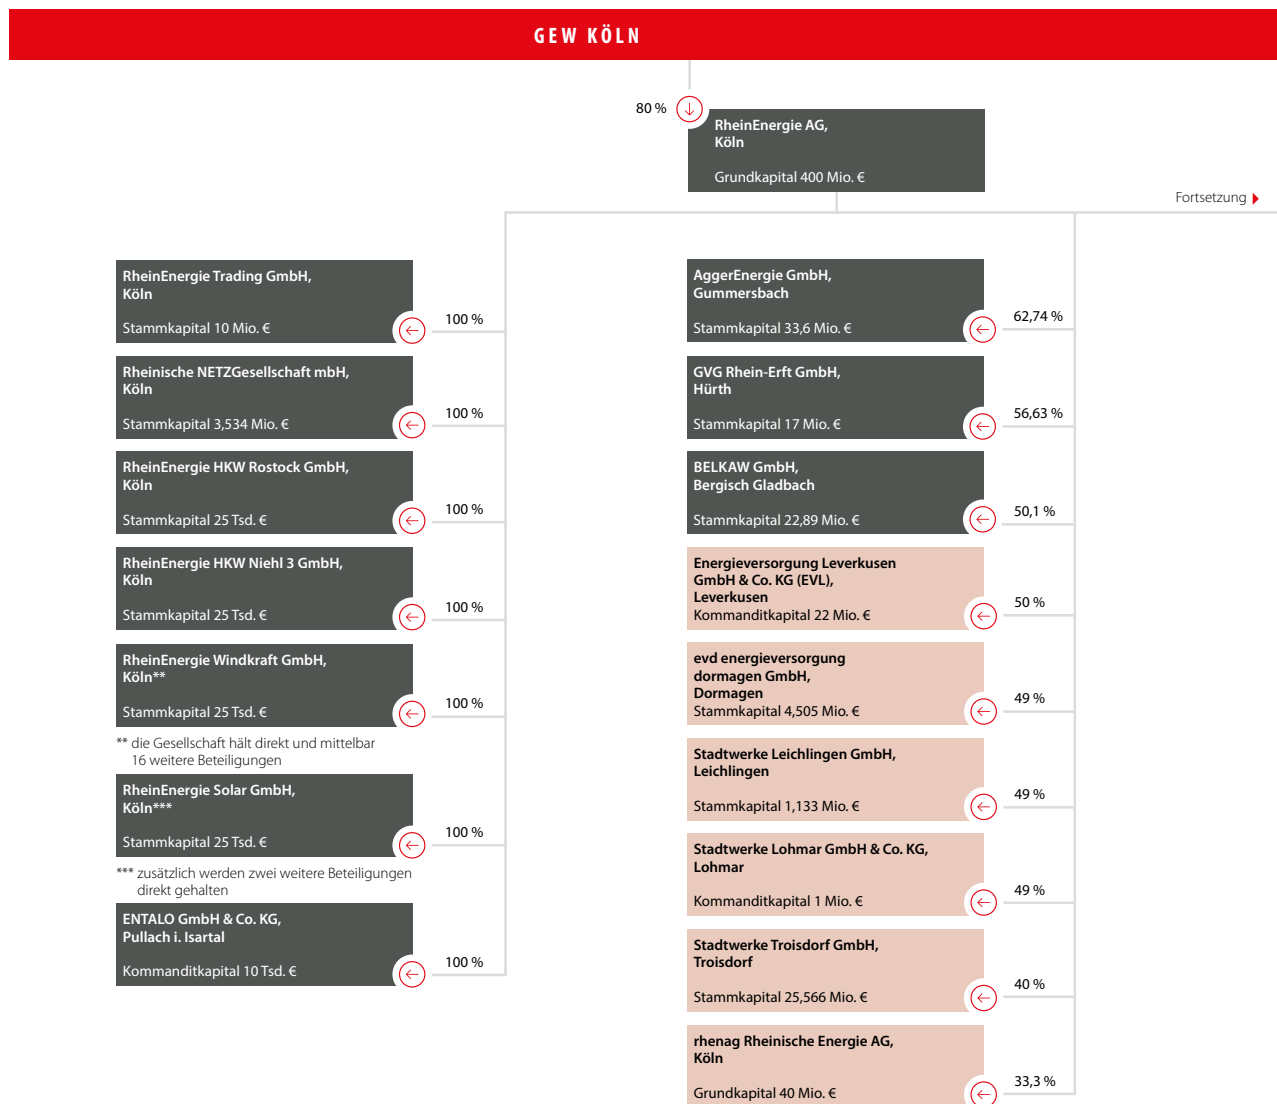 GEW KÖLN
80 %
RheinEnergie AG,
Köln
Grundkapital 400 Mio. €
Fortsetzung
RheinEnergie Trading GmbH,
Köln
Stammkapital 10 Mio. €
100 %
Rheinische NETZGesellschaft mbH,
Köln
Stammkapital 3,534 Mio. €
100 %
RheinEnergie HKW Rostock GmbH,
Köln
Stammkapital 25 Tsd. €
100 %
RheinEnergie HKW Niehl 3 GmbH,
Köln
Stammkapital 25 Tsd. €
100 %
RheinEnergie Windkraft GmbH,
Köln**
Stammkapital 25 Tsd. €
100 %
** die Gesellschaft hält direkt und mittelbar
16 weitere Beteiligungen
RheinEnergie Solar GmbH,
Köln***
Stammkapital 25 Tsd. €
100 %
*** zusätzlich werden zwei weitere Beteiligungen
direkt gehalten
ENTALO GmbH & Co. KG,
Pullach i. Isartal
Kommanditkapital 10 Tsd. €
100 %
AggerEnergie GmbH,
Gummersbach
Stammkapital 33,6 Mio. €
62,74 %
GVG Rhein-Erft GmbH,
Hürth
Stammkapital 17 Mio. €
56,63 %
BELKAW GmbH,
Bergisch Gladbach
Stammkapital 22,89 Mio. €
50,1 %
Energieversorgung Leverkusen
GmbH & Co. KG (EVL),
Leverkusen
Kommanditkapital 22 Mio. €
50 %
evd energieversorgung
dormagen GmbH,
Dormagen
Stammkapital 4,505 Mio. €
49 %
Stadtwerke Leichlingen GmbH,
Leichlingen
Stammkapital 1,133 Mio. €
49 %
Stadtwerke Lohmar GmbH & Co. KG,
Lohmar
Kommanditkapital 1 Mio. €
49 %
Stadtwerke Troisdorf GmbH,
Troisdorf
Stammkapital 25,566 Mio. €
40 %
rhenag Rheinische Energie AG,
Köln
Grundkapital 40 Mio. €
33,3 %